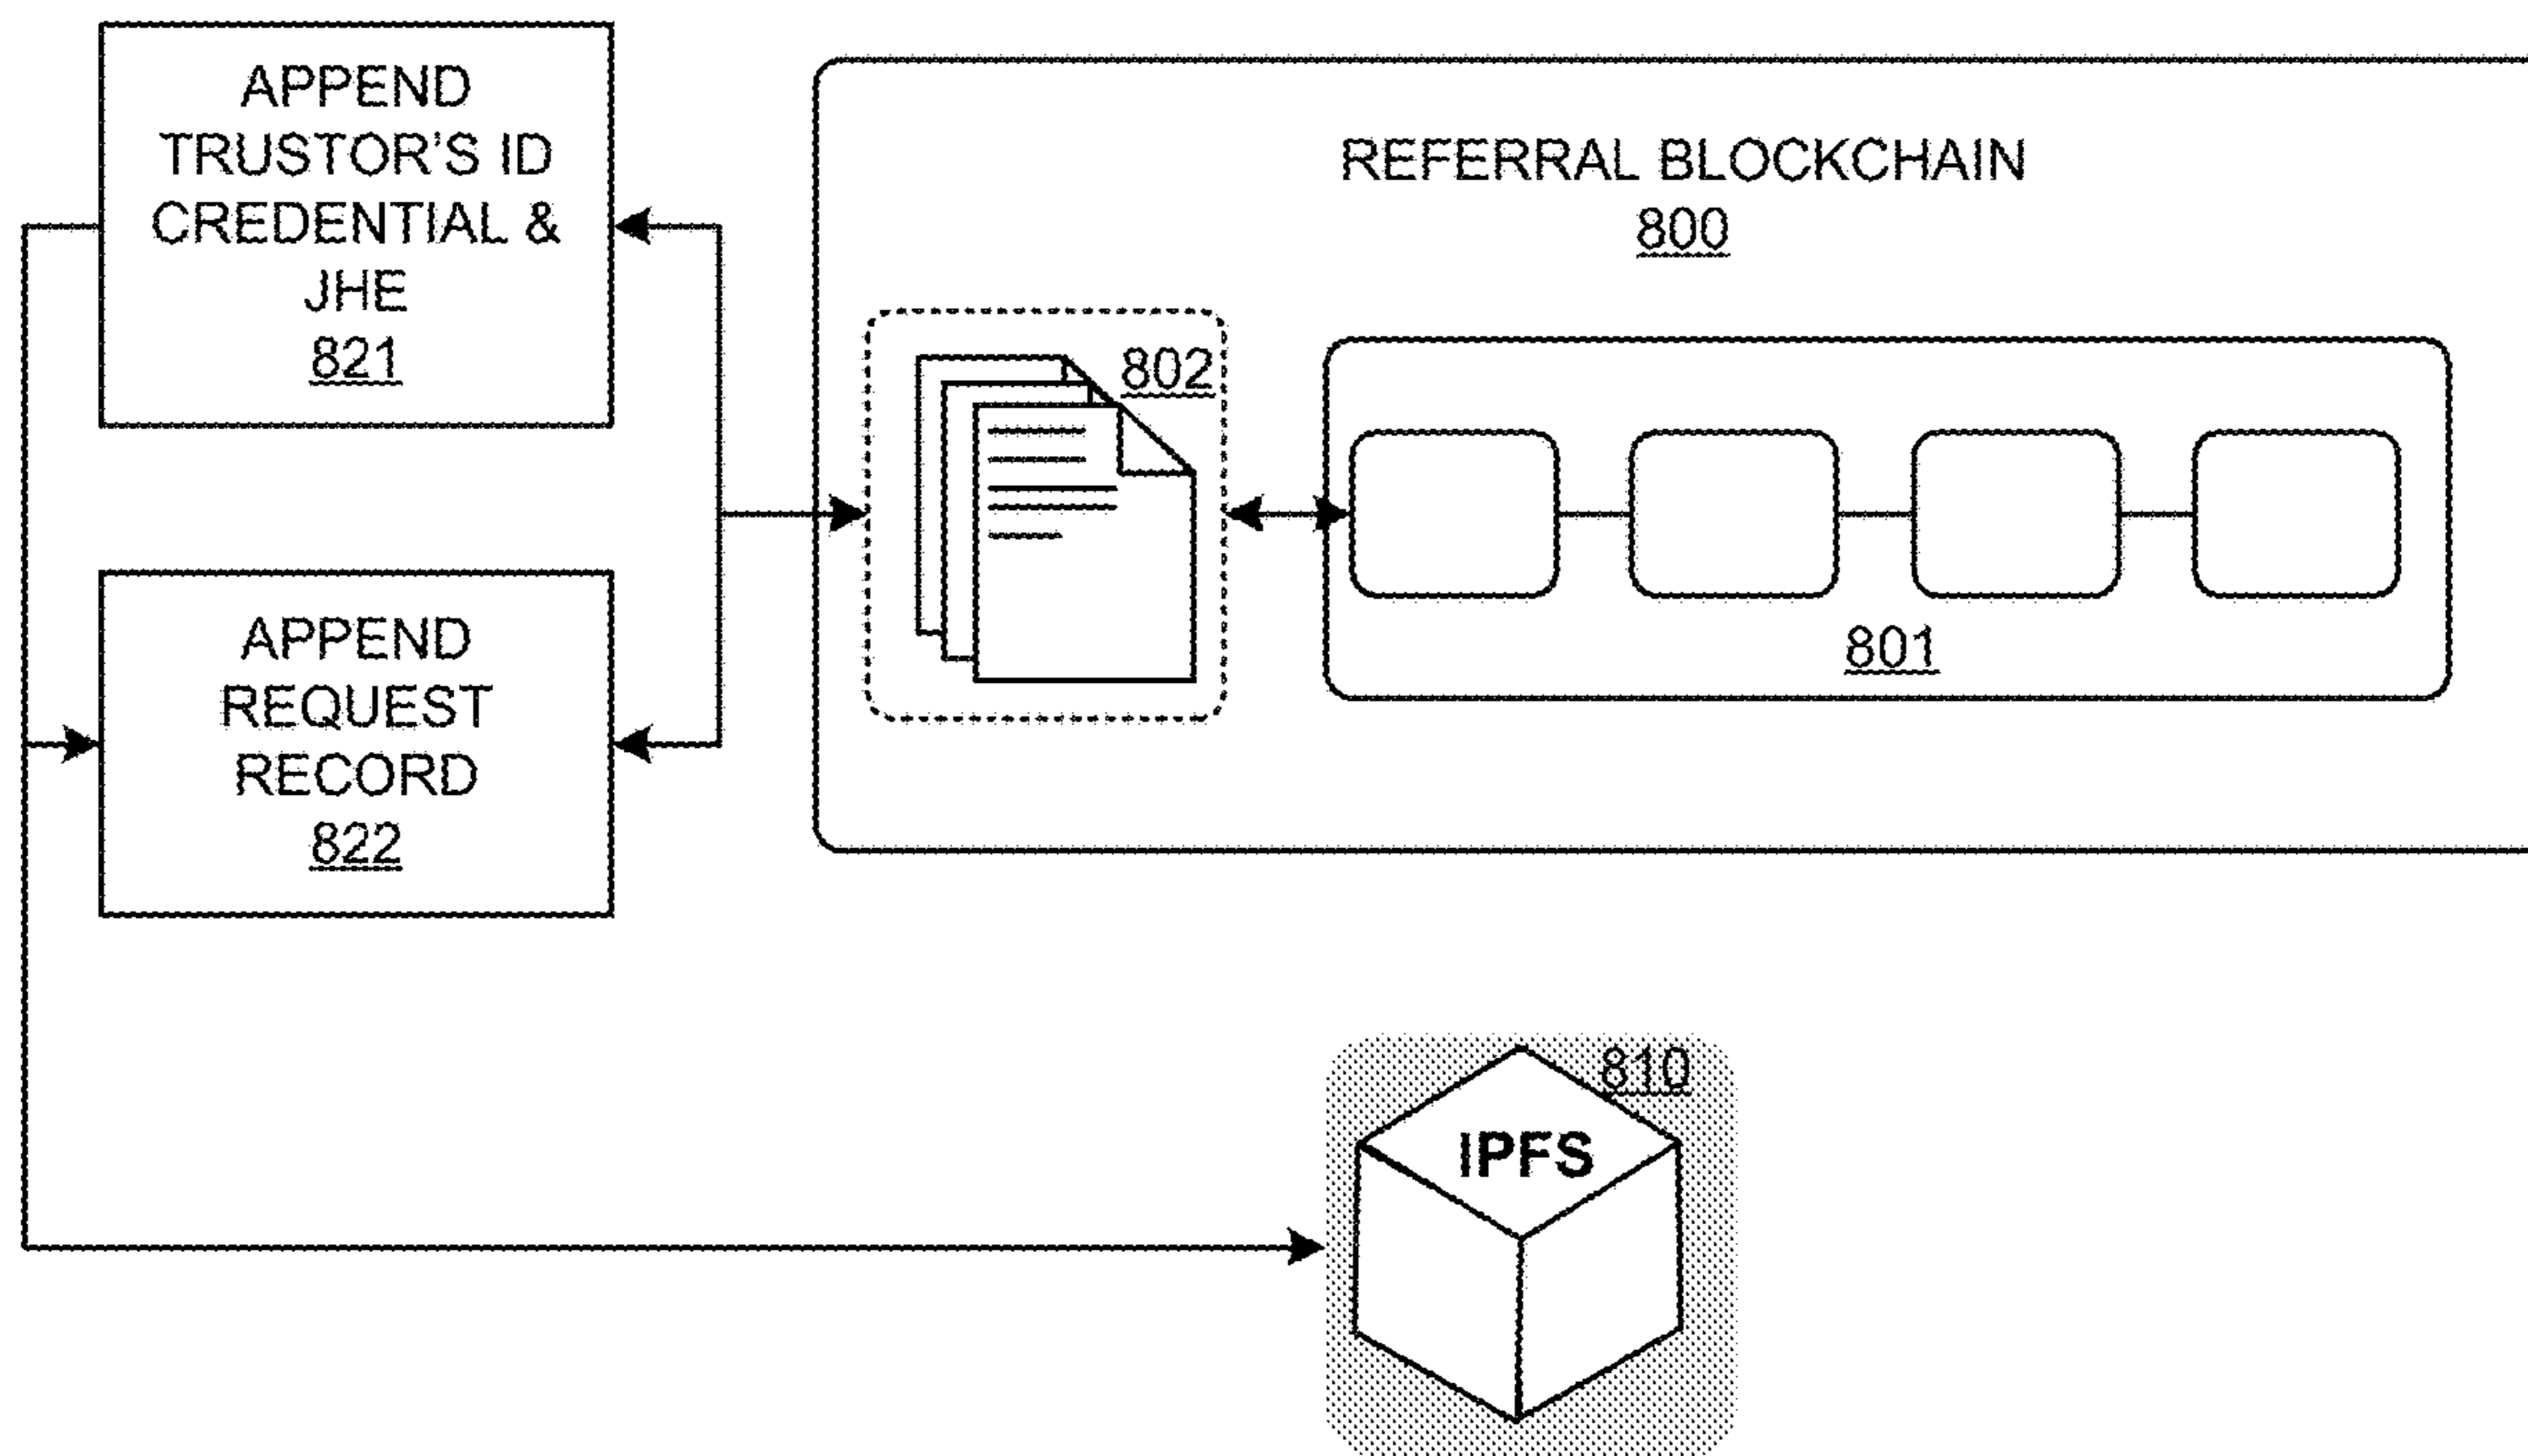 APPEND
TRUSTOR'S ID
CREDENTIAL &
JHE
821
REFERRAL BLOCKCHAIN
800
802
801
APPEND
REQUEST
RECORD
822
810
IPFS